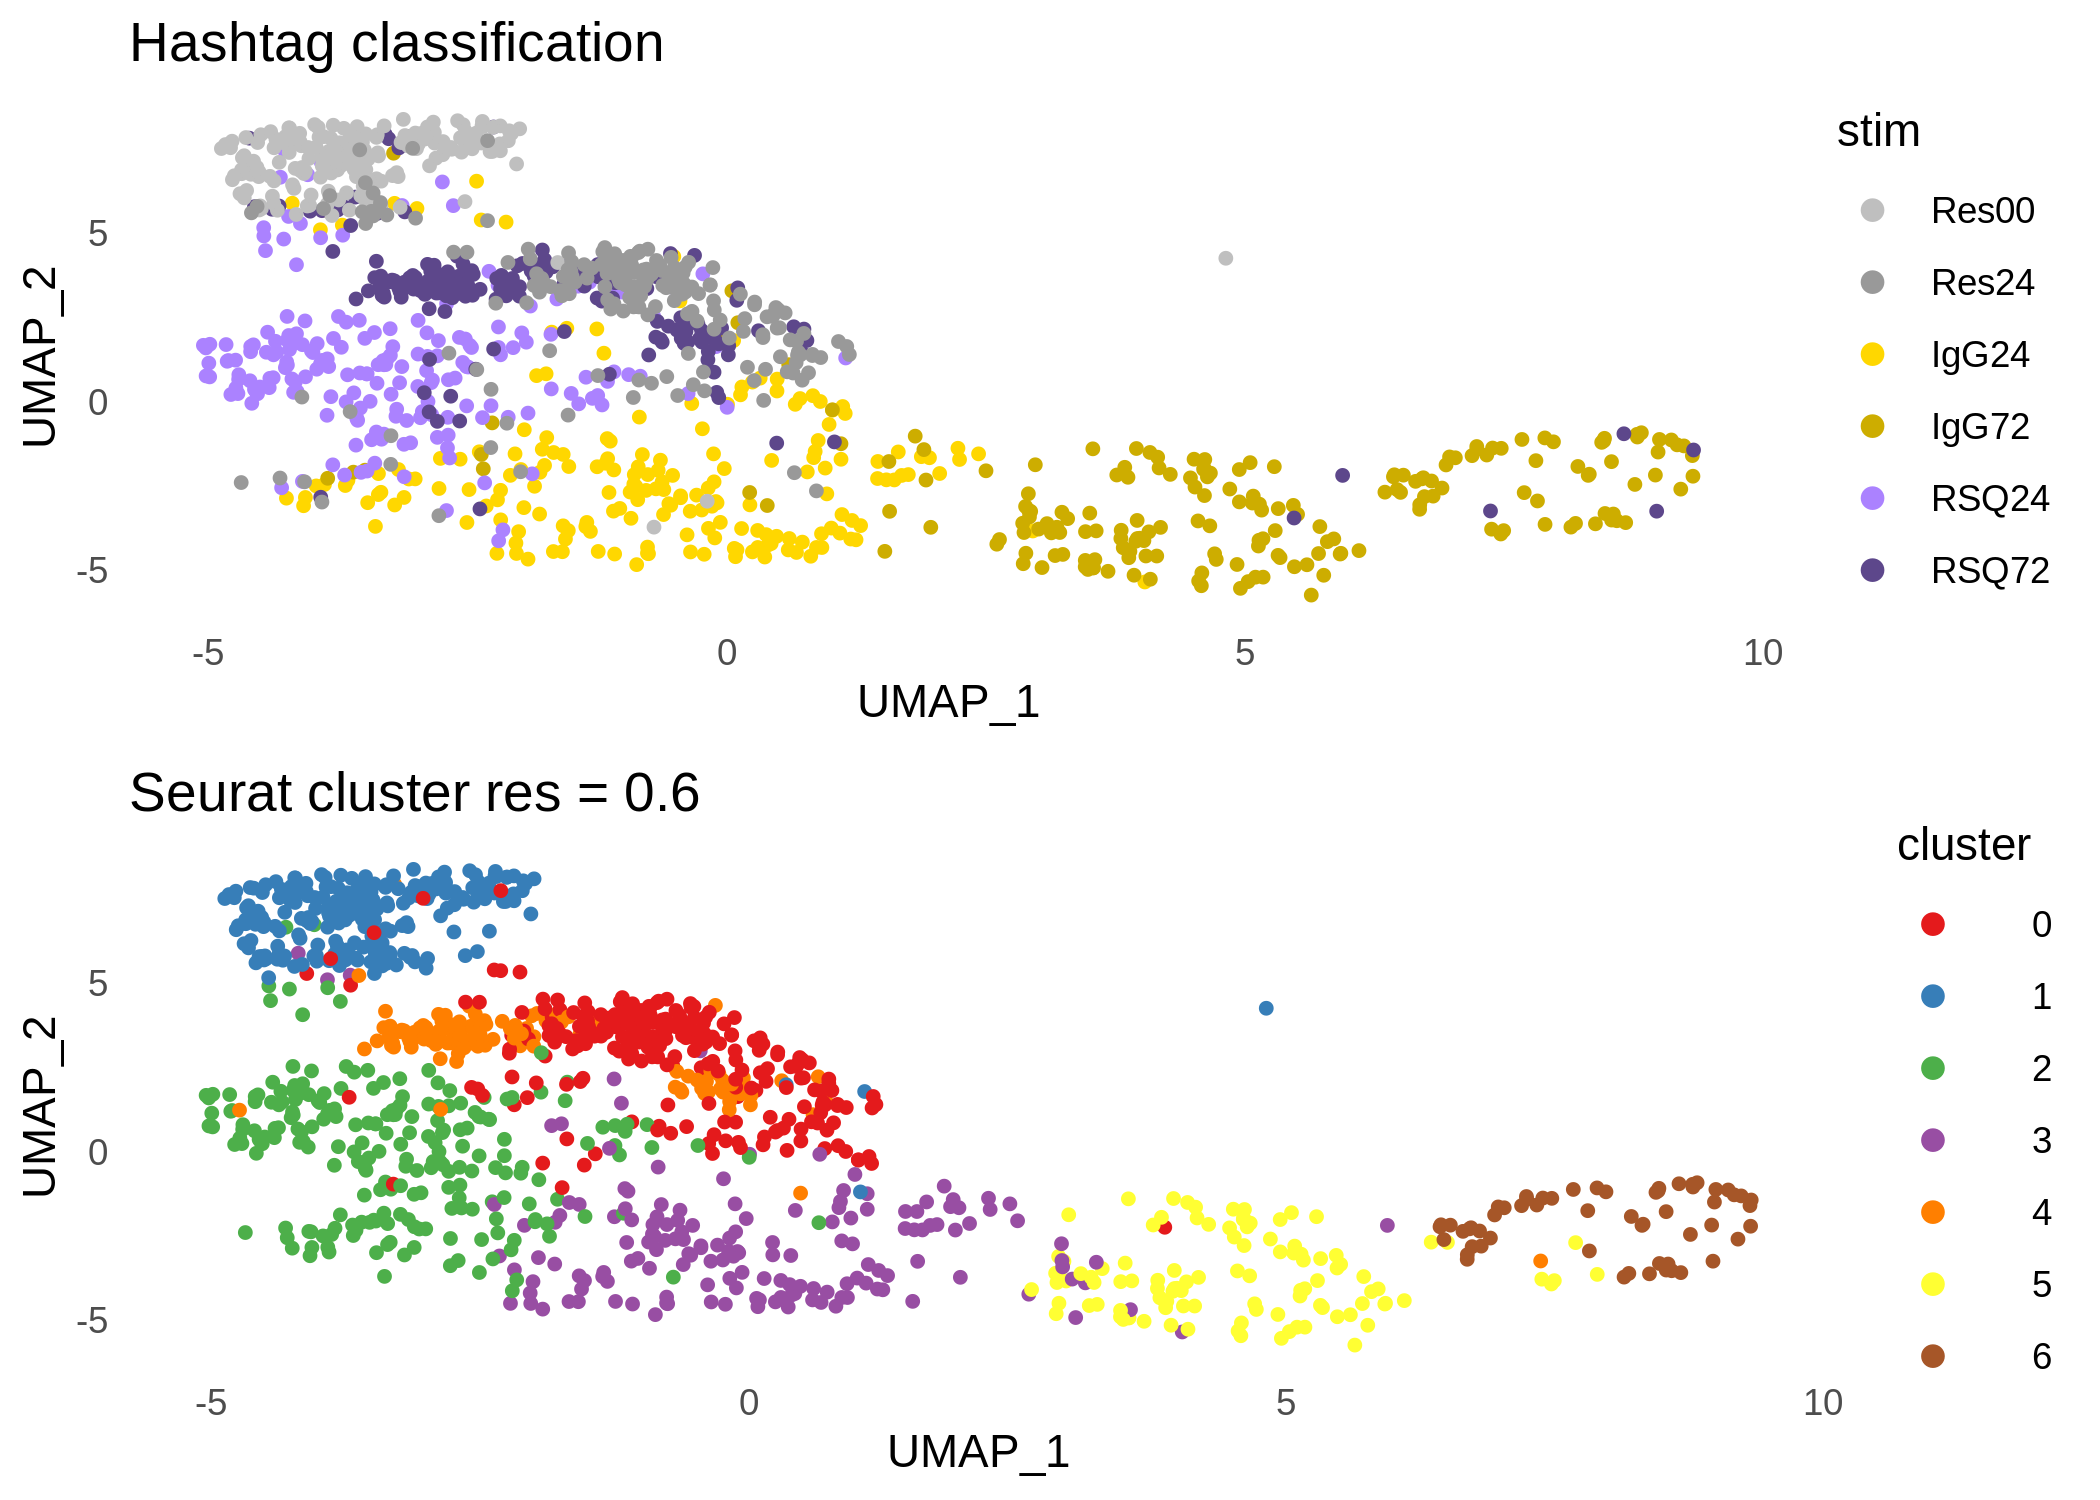 Hashtag classification
stim
Res00
Res24
IgG24
IgG72
RSQ24
RSQ72
5
0
-5
UMAP_2
-5 0 5 10
UMAP_1
Seurat cluster res = 0.6
cluster
0
1
2
3
4
5
6
5
0
-5
UMAP_2
-5 0 5 10
UMAP_1